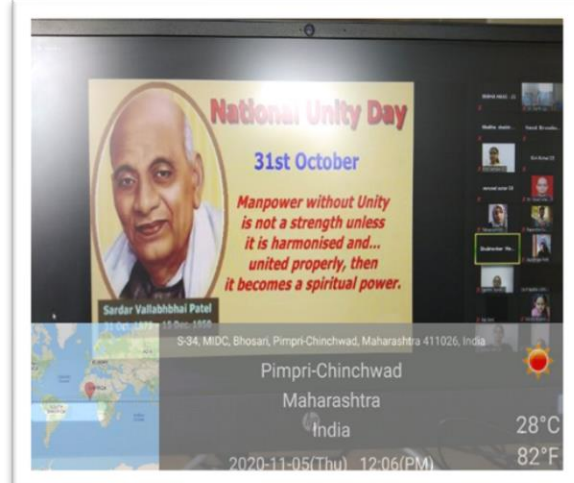 National Unity Day
31st October
Manpower without Unity
is not a strength unless
it is harmonised and...
united properly, then
it becomes a spiritual power.
Sardar Vallabhbhai Patel
S-34, MIDC, Bhosari, Pimpri-Chinchwad, Maharashtra 411026, India
Pimpri-Chinchwad
Maharashtra
India
2020-11-05(Thu) 12:06(PM)
28°C
82°F